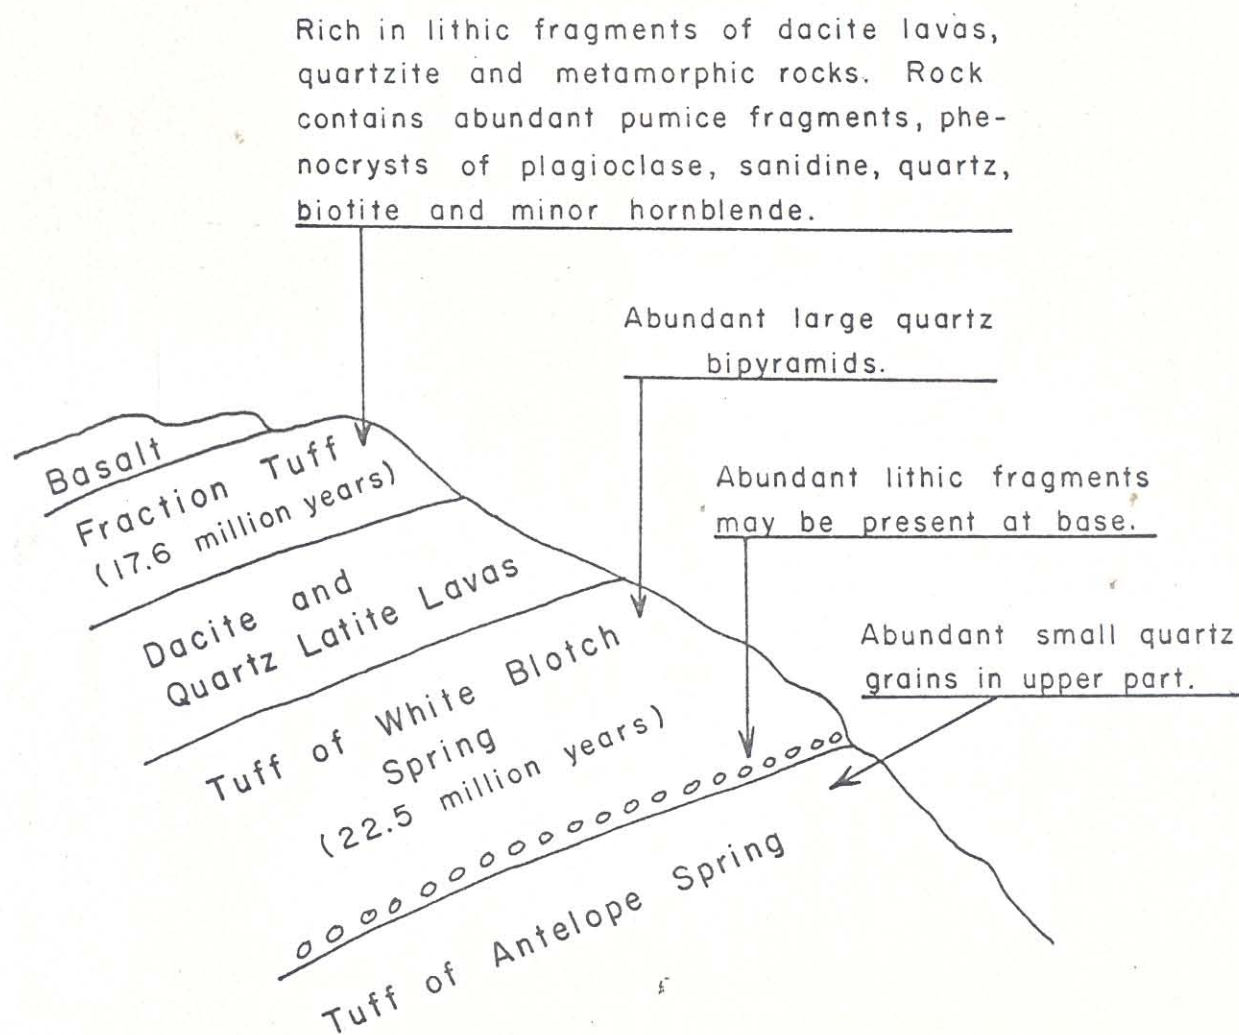 Rich in lithic fragments of dacite lavas,
quartzite and metamorphic rocks. Rock
contains abundant pumice fragments, phe-
nocrysts of plagioclase, sanidine, quartz,
biotite and minor hornblende.
Abundant large quartz
bipyramids.
Abundant lithic fragments
may be present at base.
Abundant small quartz
grains in upper part.
Basalt
Fraction Tuff
(17.6 million years)
Dacite and
Quartz Latite Lavas
Tuff of White Blotch
Spring
(22.5 million years)
Tuff of Antelope Spring